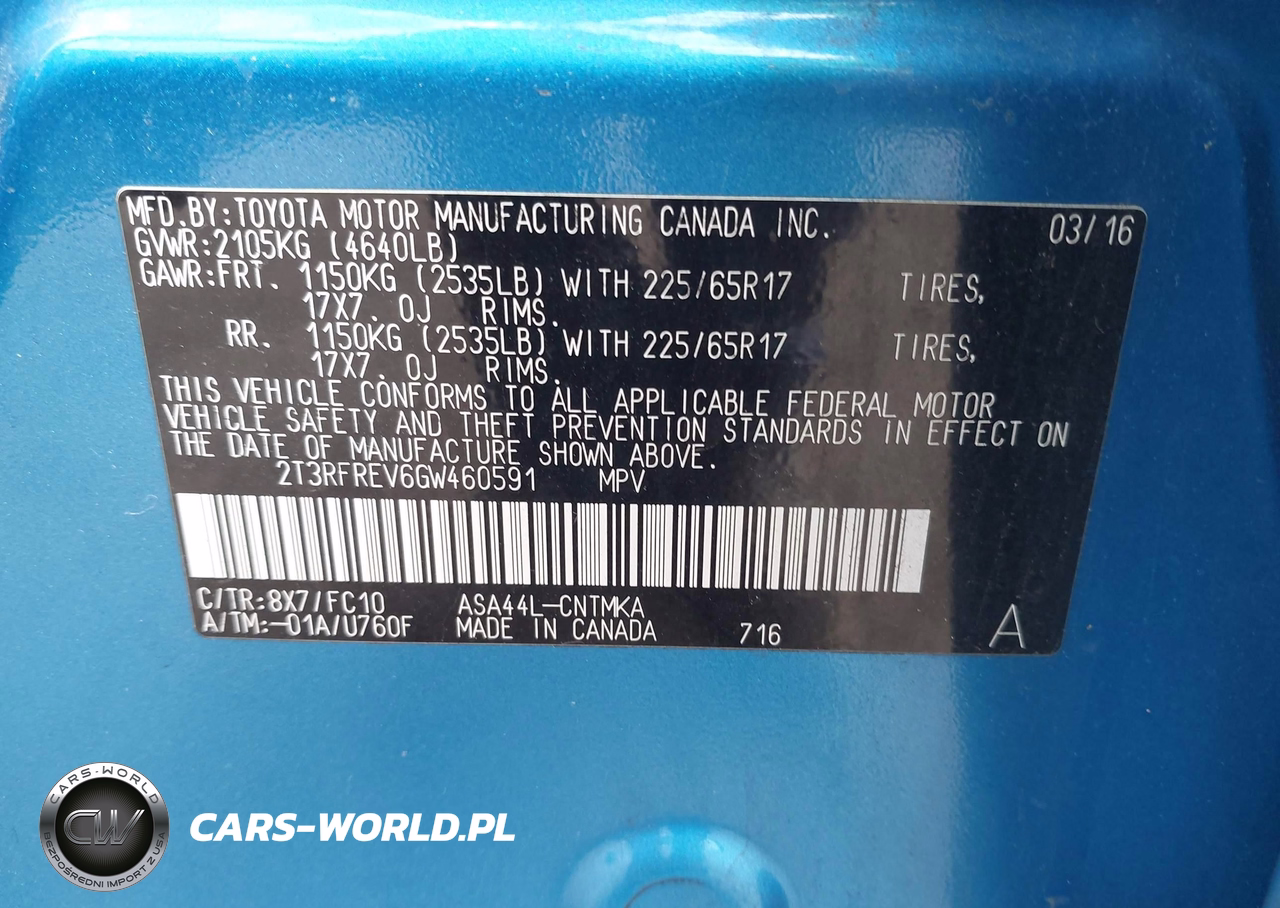 MFD.BY:TOYOTA MOTOR MANUFACTURING CANADA INC. 03/16
GVWR:2105KG (4640LB)
GAWR:FRT. 1150KG (2535LB) WITH 225/65R17 TIRES,
17X7. 0J RIMS.
RR. 1150KG (2535LB) WITH 225/65R17 TIRES,
17X7. 0J RIMS.
THIS VEHICLE CONFORMS TO ALL APPLICABLE FEDERAL MOTOR
VEHICLE SAFETY AND THEFT PREVENTION STANDARDS IN EFFECT ON
THE DATE OF MANUFACTURE SHOWN ABOVE.
2T3RFREV6GW460591 MPV
C/TR:8X7/FC10 ASA44L-CNTMKA
A/TM:-01A/U760F MADE IN CANADA 716 A
CARS-WORLD
CW
BEZPOŚREDNI IMPORT Z USA
CARS-WORLD.PL